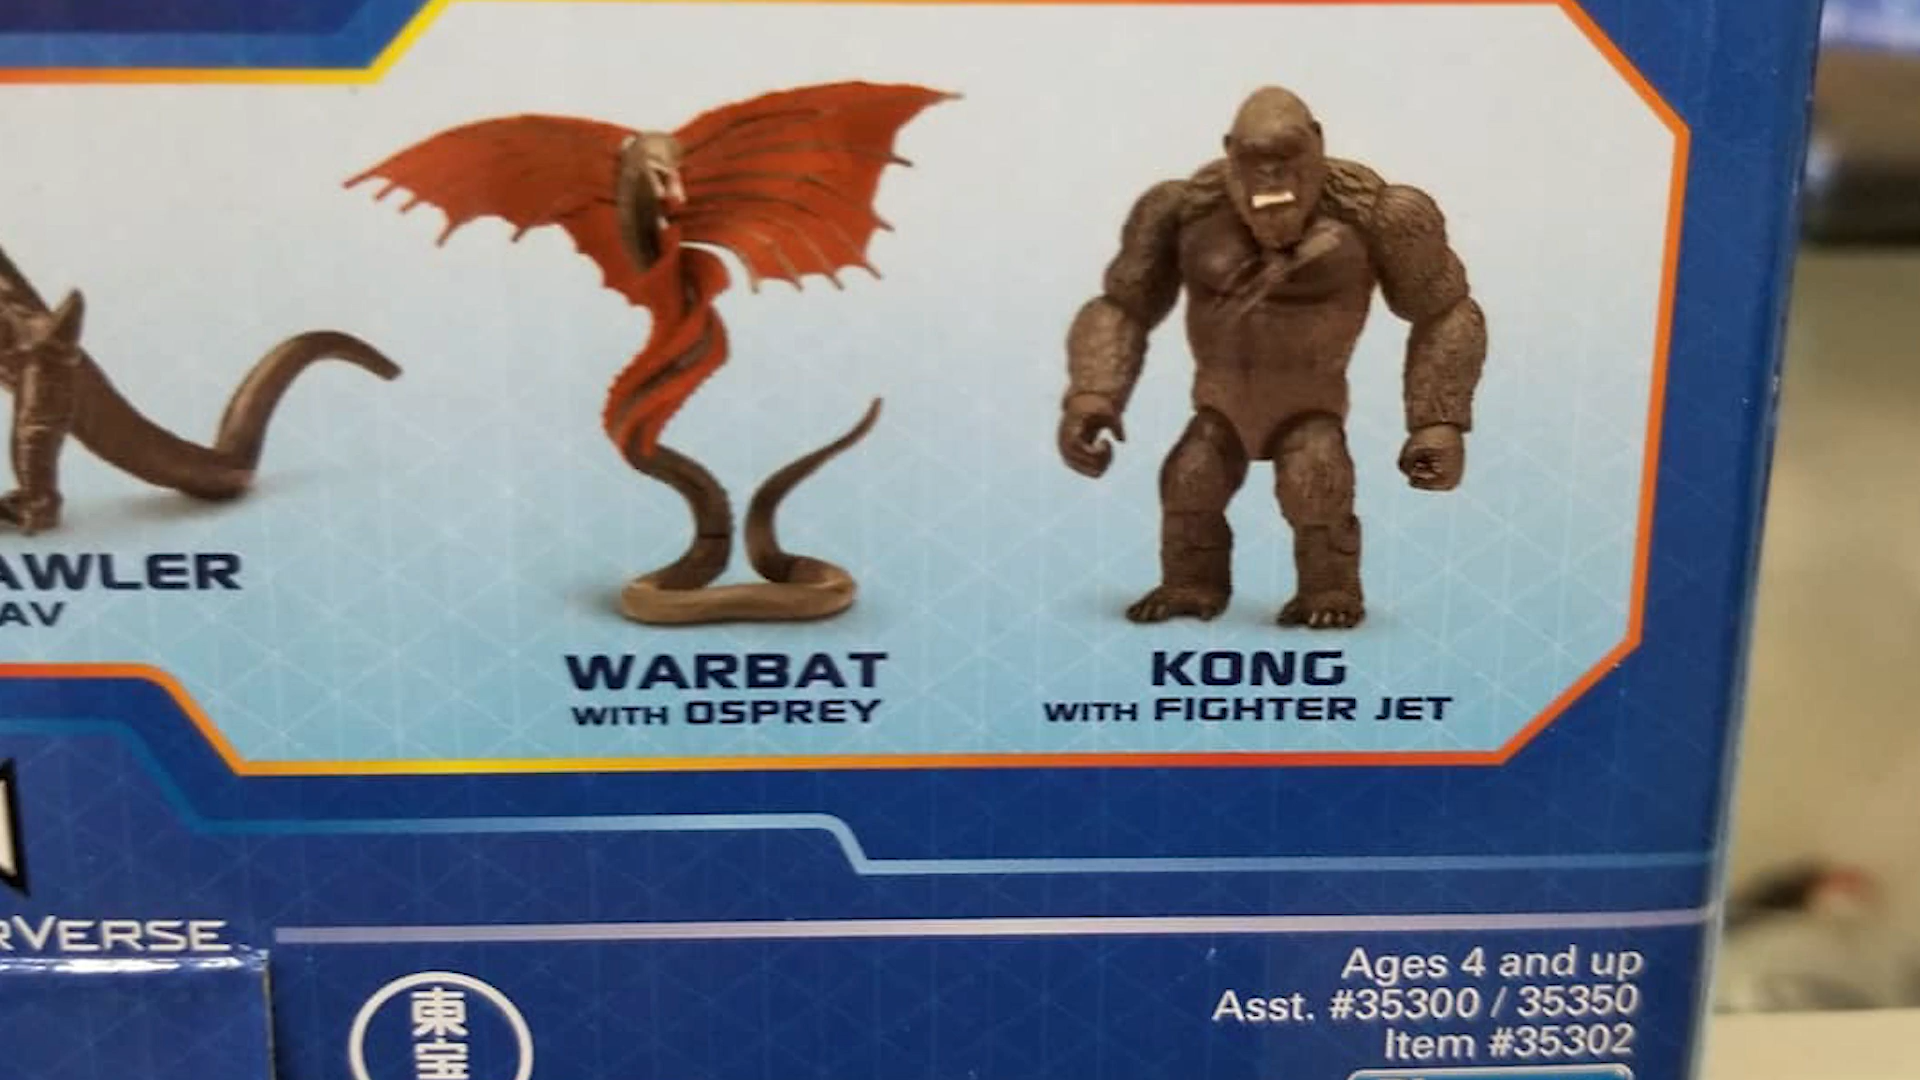 AWLER
AV
WARBAT
WITH OSPREY
KONG
WITH FIGHTER JET
RVERSE
東宝
Ages 4 and up
Asst. #35300 / 35350
Item #35302